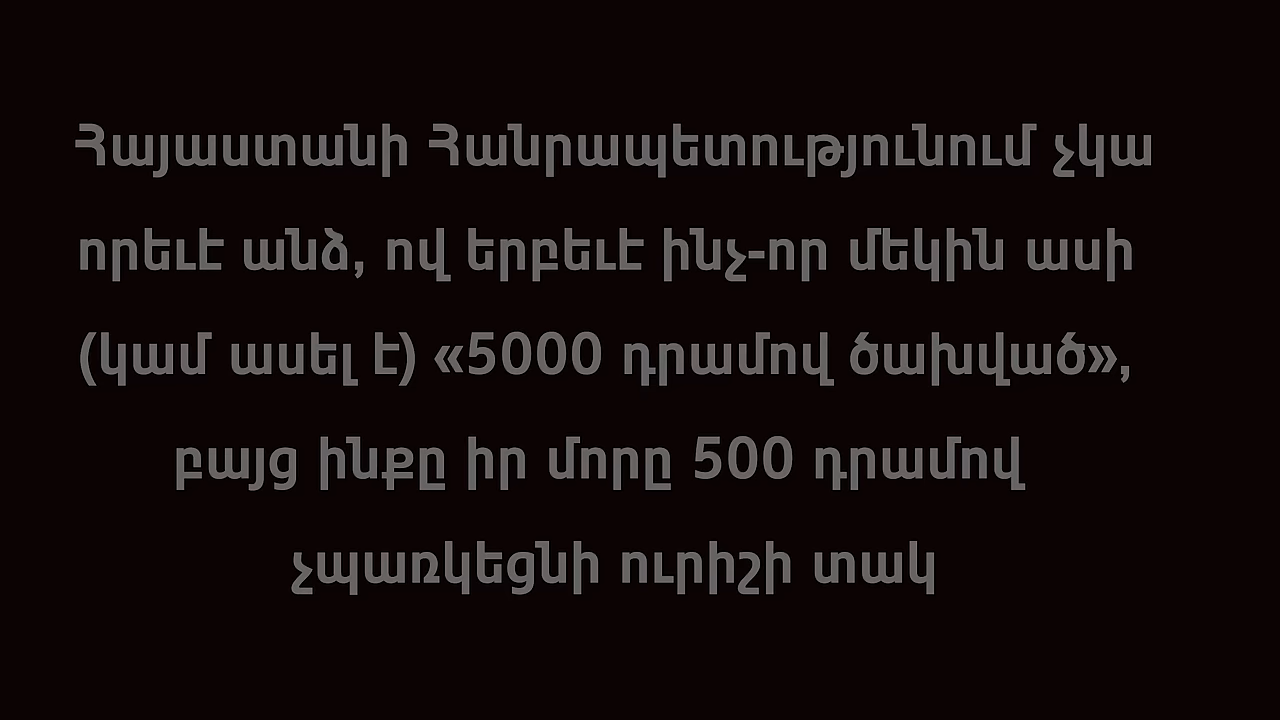 Հայաստանի Հանրապետությունում չկա
որեւէ անձ, ով երբեւէ ինչ-որ մեկին ասի
(կամ ասել է) «5000 դրամով ծախված»,
բայց ինքը իր մորը 500 դրամով
չպառկեցնի ուրիշի տակ